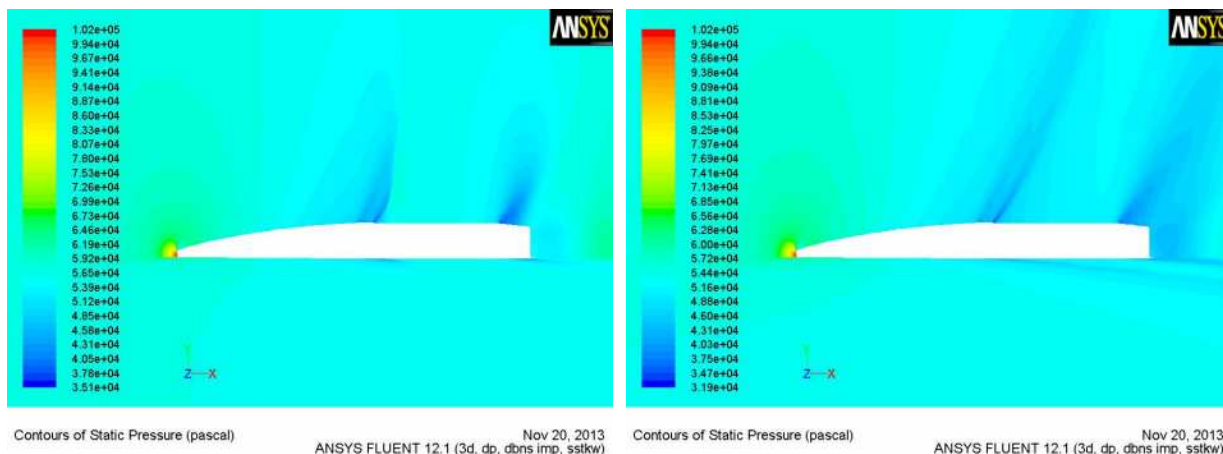 ANSYS
1.02e+05
9.94e+04
9.67e+04
9.41e+04
9.14e+04
8.87e+04
8.60e+04
8.33e+04
8.07e+04
7.80e+04
7.53e+04
7.26e+04
6.99e+04
6.73e+04
6.46e+04
6.19e+04
5.92e+04
5.65e+04
5.39e+04
5.12e+04
4.85e+04
4.58e+04
4.31e+04
4.05e+04
3.78e+04
3.51e+04
Y
Z X
Contours of Static Pressure (pascal)
Nov 20, 2013
ANSYS FLUENT 12.1 (3d, dp, dbns imp, sstkw)
ANSYS
1.02e+05
9.94e+04
9.66e+04
9.38e+04
9.09e+04
8.81e+04
8.53e+04
8.25e+04
7.97e+04
7.69e+04
7.41e+04
7.13e+04
6.85e+04
6.56e+04
6.28e+04
6.00e+04
5.72e+04
5.44e+04
5.16e+04
4.88e+04
4.60e+04
4.31e+04
4.03e+04
3.75e+04
3.47e+04
3.19e+04
Y
Z X
Contours of Static Pressure (pascal)
Nov 20, 2013
ANSYS FLUENT 12.1 (3d, dp, dbns imp, sstkw)